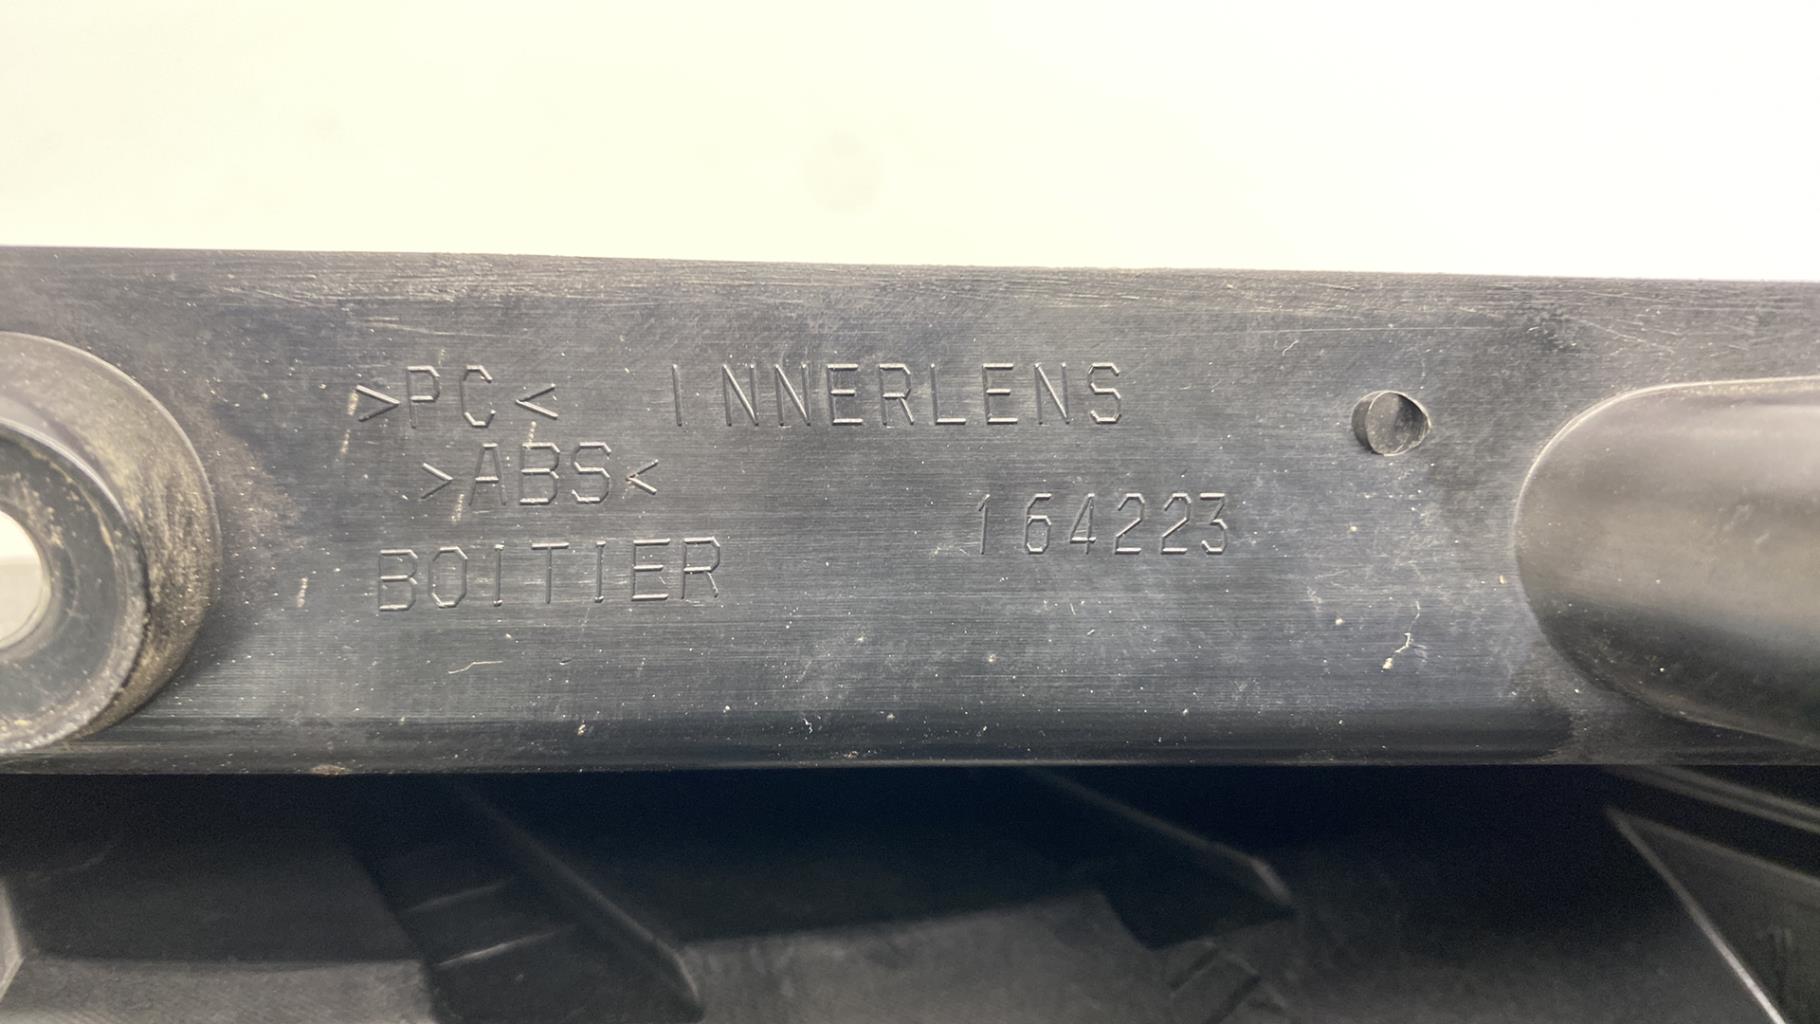 >PC< INNERLENS
>ABS<
164223
BOITIER